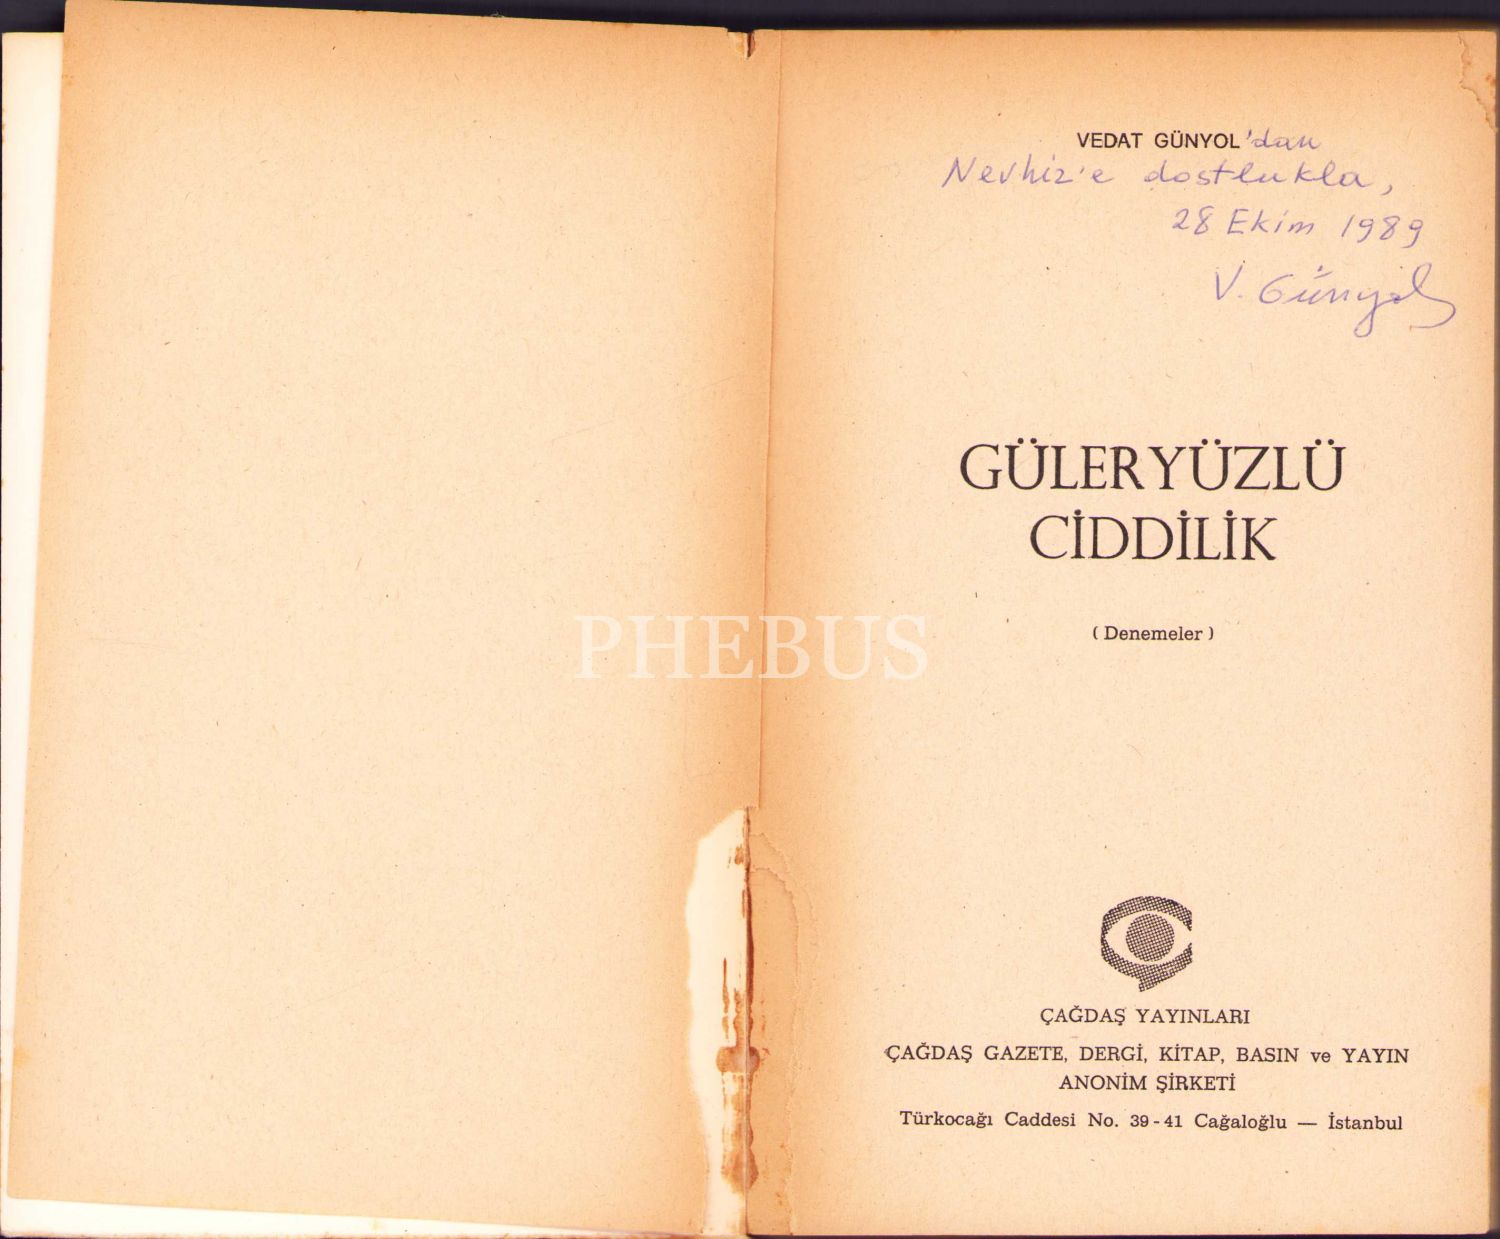 VEDAT GÜNYOL'dan
Nevhiz'e dostlukla,
28 Ekim 1989
V. Günyol
GÜLERYÜZLÜ
CİDDİLİK
( Denemeler )
PHEBUS
ÇAĞDAŞ YAYINLARI
ÇAĞDAŞ GAZETE, DERGİ, KİTAP, BASIN ve YAYIN
ANONİM ŞİRKETİ
Türkocağı Caddesi No. 39-41 Cağaloğlu — İstanbul